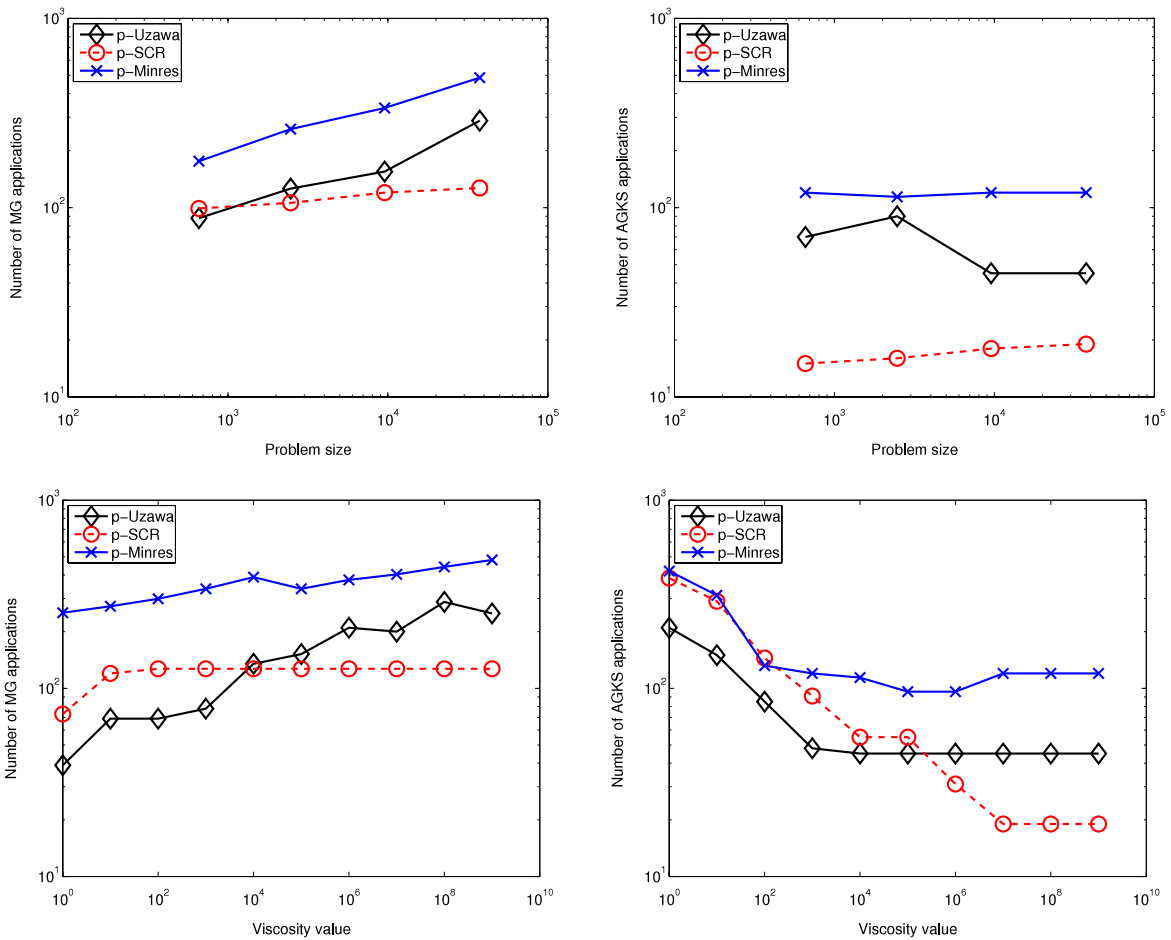 p-Uzawa
p-SCR
p-Minres
Number of MG applications
10^3
10^2
10^1
10^2
10^3
10^4
10^5
Problem size
p-Uzawa
p-SCR
p-Minres
Number of AGKS applications
10^3
10^2
10^1
10^2
10^3
10^4
10^5
Problem size
p-Uzawa
p-SCR
p-Minres
Number of MG applications
10^3
10^2
10^1
10^0
10^2
10^4
10^6
10^8
10^10
Viscosity value
p-Uzawa
p-SCR
p-Minres
Number of AGKS applications
10^3
10^2
10^1
10^0
10^2
10^4
10^6
10^8
10^10
Viscosity value